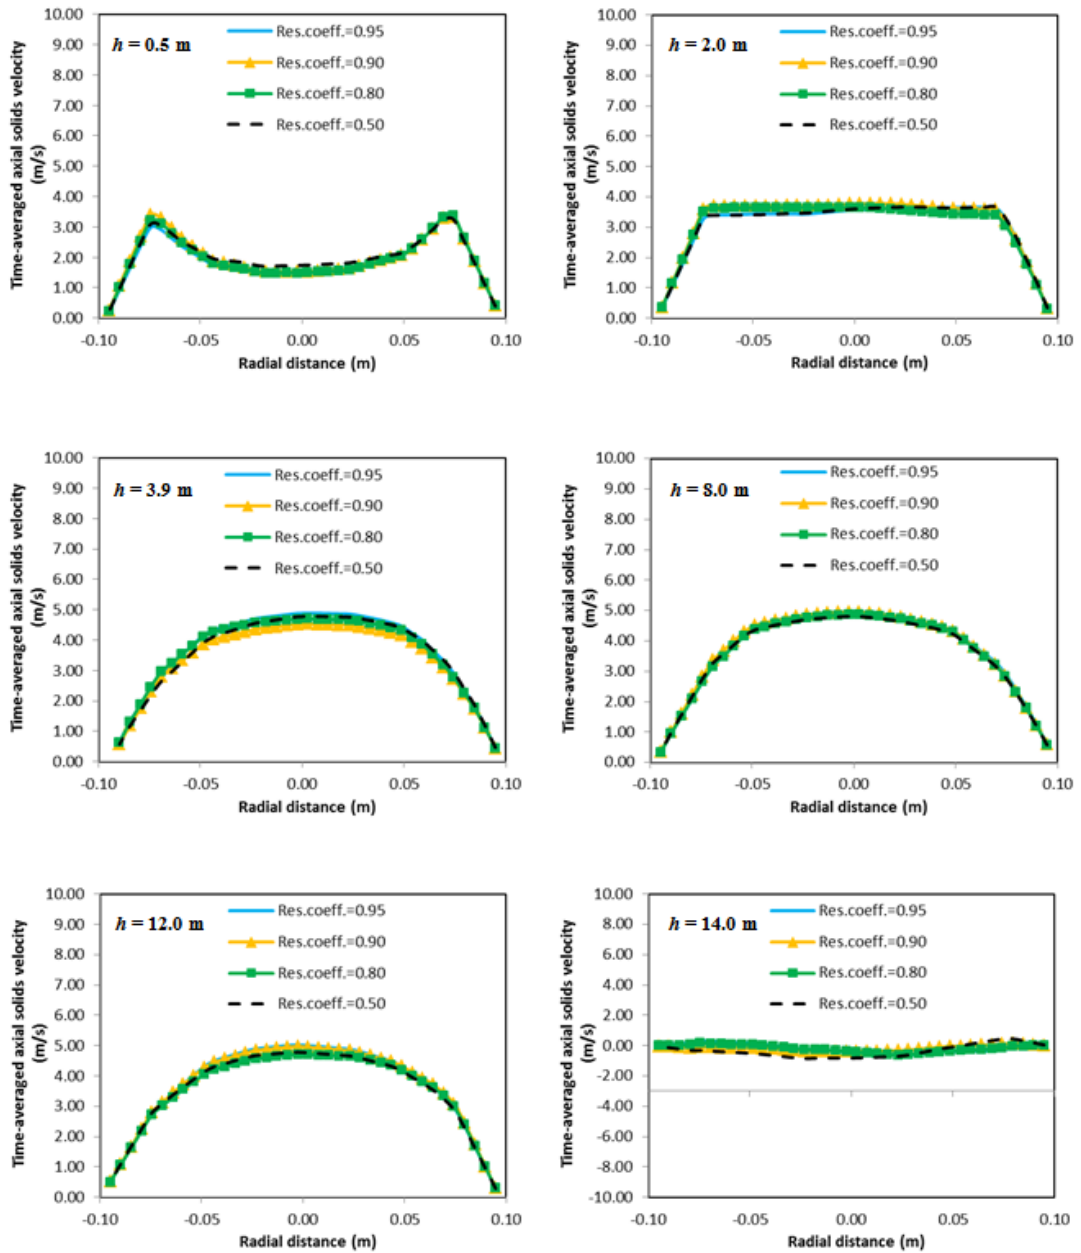 Time-averaged axial solids velocity
(m/s)
10.00
9.00
8.00
7.00
6.00
5.00
4.00
3.00
2.00
1.00
0.00
h = 0.5 m
Res.coeff=0.95
Res.coeff.=0.90
Res.coeff.=0.80
Res.coeff.=0.50
-0.10
-0.05
0.00
0.05
0.10
Radial distance (m)
Time-averaged axial solids velocity
(m/s)
10.00
9.00
8.00
7.00
6.00
5.00
4.00
3.00
2.00
1.00
0.00
h = 2.0 m
Res.coeff=0.95
Res.coeff.=0.90
Res.coeff.=0.80
Res.coeff.=0.50
-0.10
-0.05
0.00
0.05
0.10
Radial distance (m)
Time-averaged axial solids velocity
(m/s)
10.00
9.00
8.00
7.00
6.00
5.00
4.00
3.00
2.00
1.00
0.00
h = 3.9 m
Res.coeff=0.95
Res.coeff.=0.90
Res.coeff.=0.80
Res.coeff.=0.50
-0.10
-0.05
0.00
0.05
0.10
Radial distance (m)
Time-averaged axial solids velocity
(m/s)
10.00
9.00
8.00
7.00
6.00
5.00
4.00
3.00
2.00
1.00
0.00
h = 8.0 m
Res.coeff=0.95
Res.coeff.=0.90
Res.coeff.=0.80
Res.coeff.=0.50
-0.10
-0.05
0.00
0.05
0.10
Radial distance (m)
Time-averaged axial solids velocity
(m/s)
10.00
9.00
8.00
7.00
6.00
5.00
4.00
3.00
2.00
1.00
0.00
h = 12.0 m
Res.coeff.=0.95
Res.coeff.=0.90
Res.coeff.=0.80
Res.coeff.=0.50
-0.10
-0.05
0.00
0.05
0.10
Radial distance (m)
Time-averaged axial solids velocity
(m/s)
10.00
8.00
6.00
4.00
2.00
0.00
-2.00
-4.00
-6.00
-8.00
-10.00
h = 14.0 m
Res.coeff.=0.95
Res.coeff.=0.90
Res.coeff.=0.80
Res.coeff.=0.50
-0.10
-0.05
0.00
0.05
0.10
Radial distance (m)